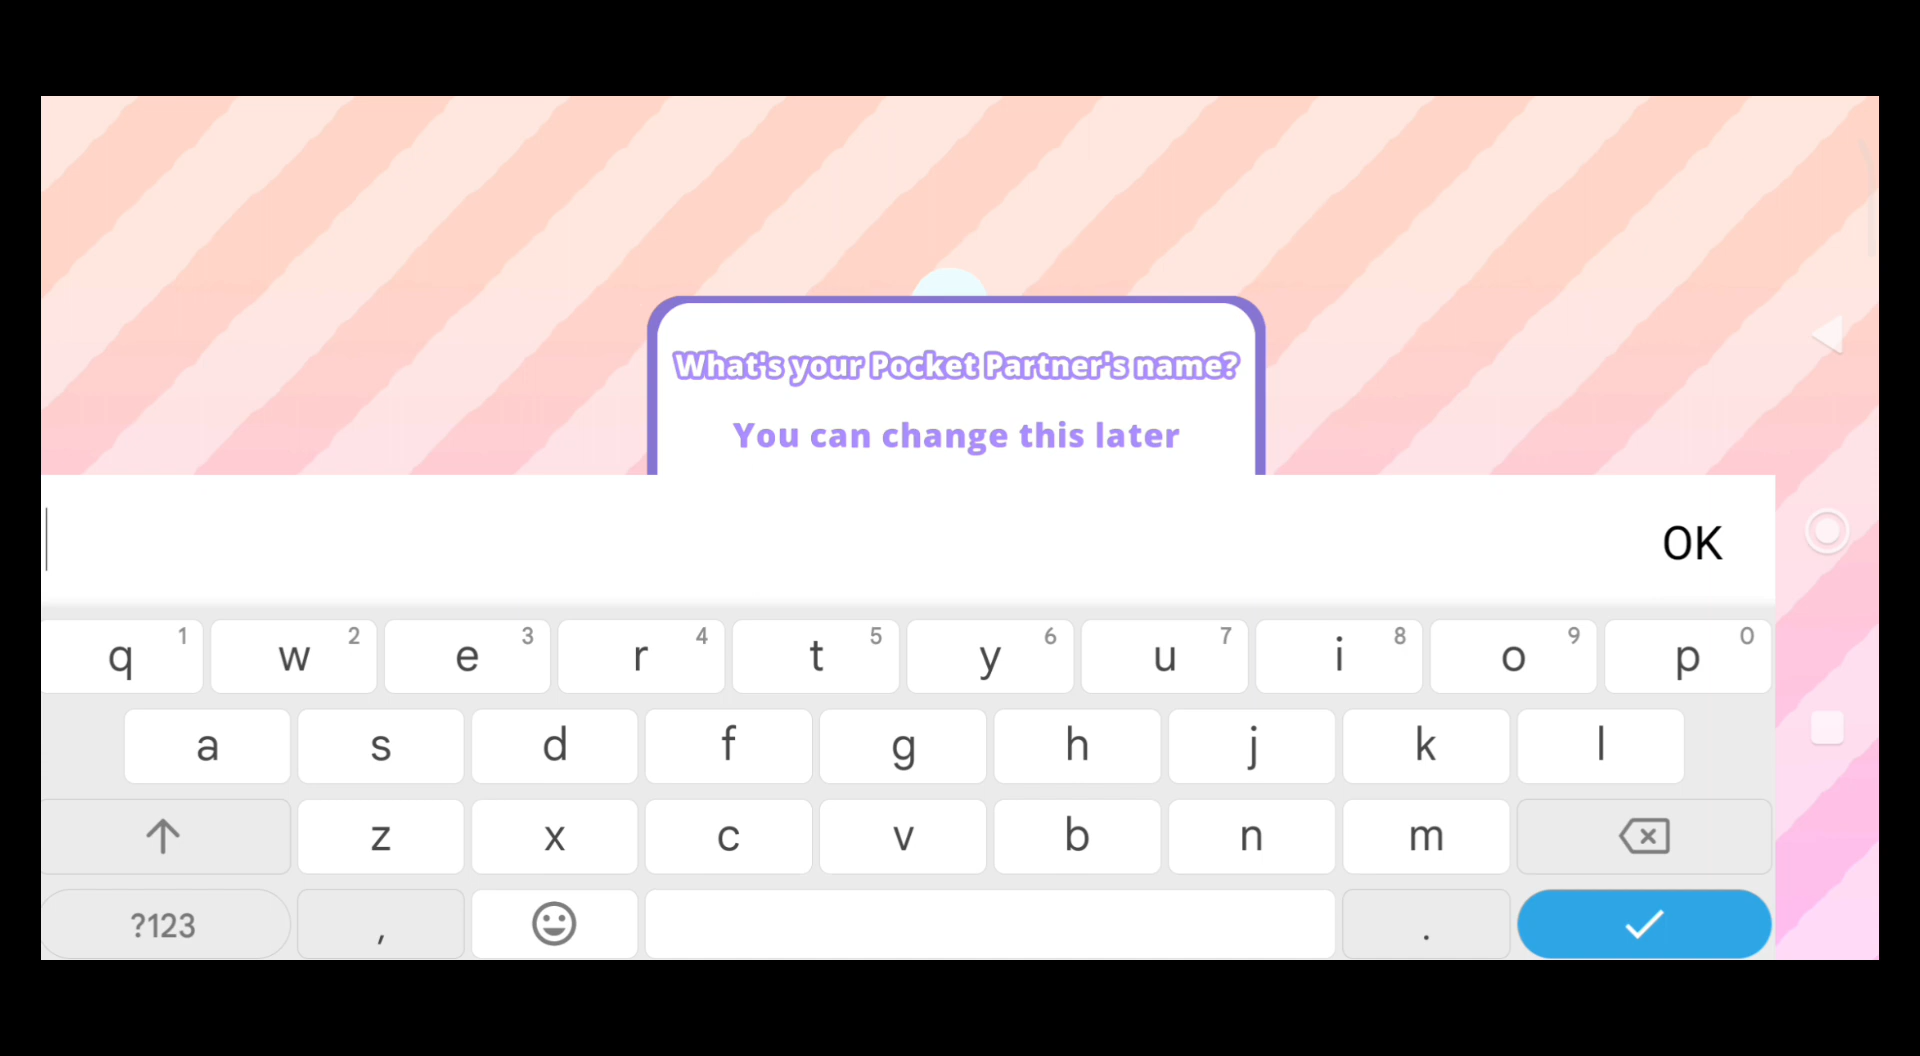 What's your Pocket Partner's name?
You can change this later
OK
q 1 w 2 e 3 r 4 t 5 y 6 u 7 i 8 o 9 p 0
a s d f g h j k l
z x c v b n m
?123 , .